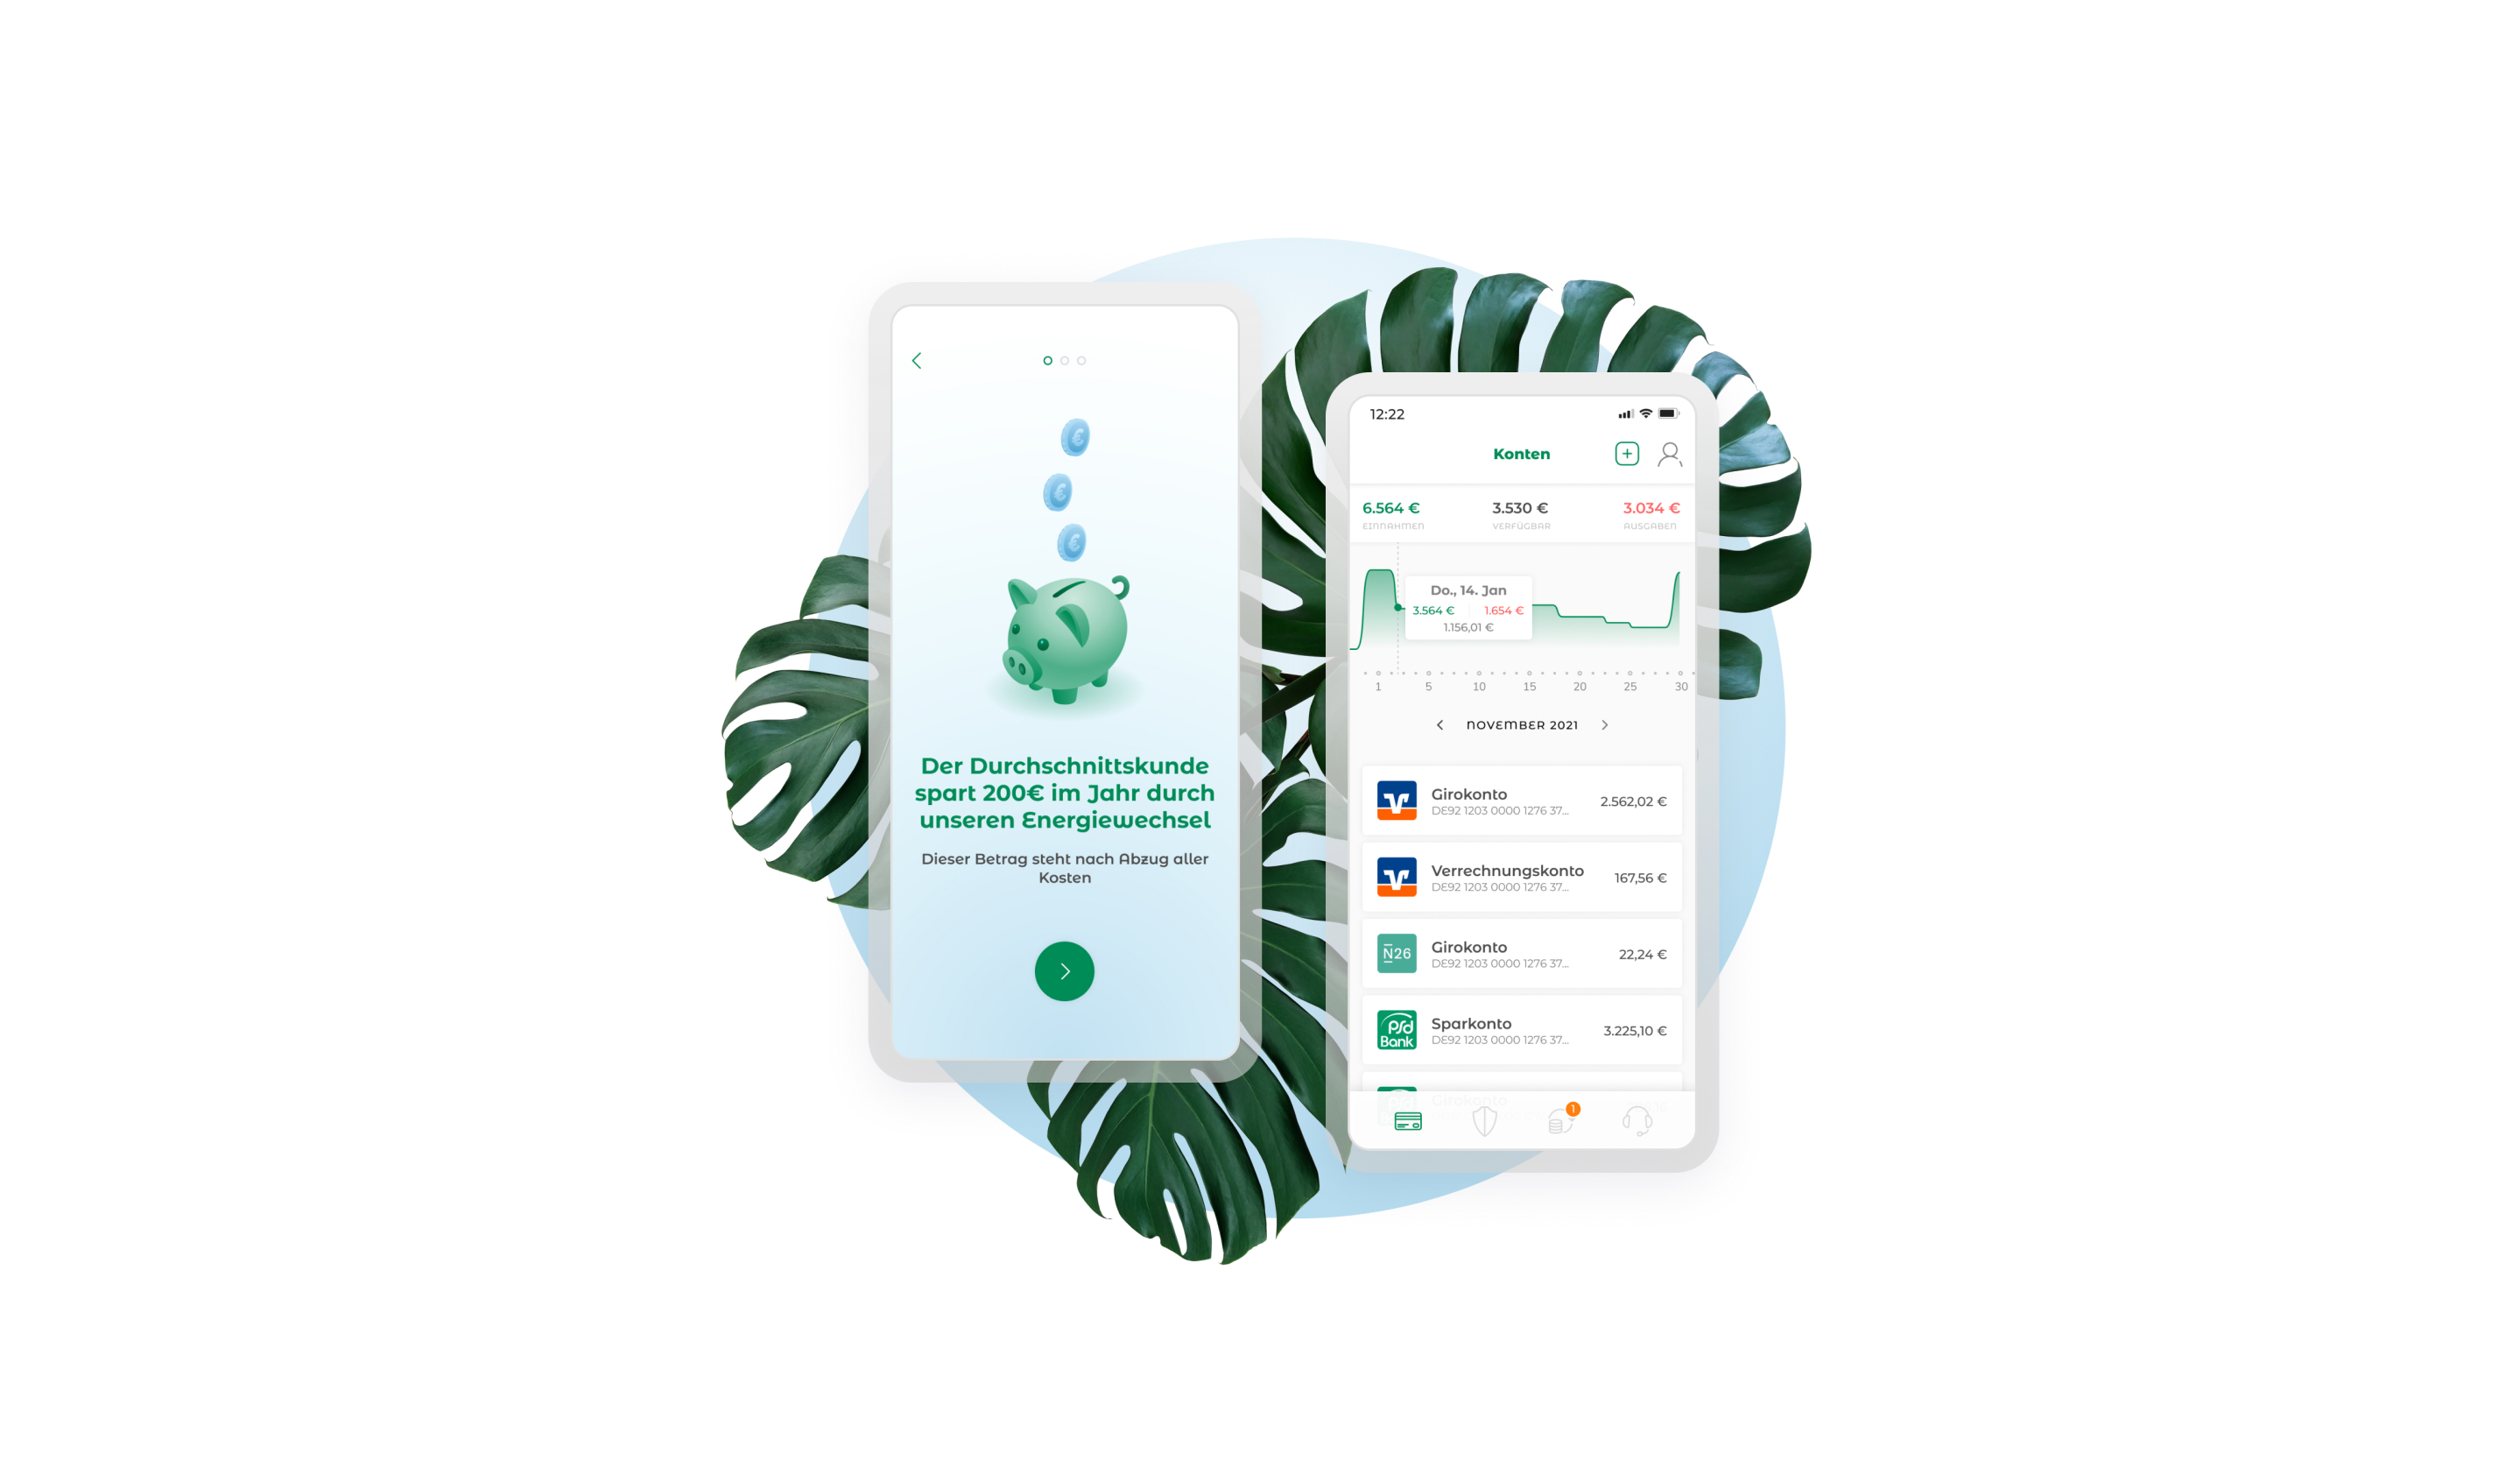 €
€
€
Der Durchschnittskunde
spart 200€ im Jahr durch
unseren Energiewechsel
Dieser Betrag steht nach Abzug aller
Kosten
12:22
Konten
6.564 € 3.530 € 3.034 €
EINNAHMEN VERFÜGBAR AUSGABEN
Do., 14. Jan
3.564 € 1.654 €
1.156,01 €
1 5 10 15 20 25 30
NOVEMBER 2021
Girokonto 2.562,02 €
DE92 1203 0000 1276 37...
Verrechnungskonto 167,56 €
DE92 1203 0000 1276 37...
N26 Girokonto 22,24 €
DE92 1203 0000 1276 37...
PSd Bank Sparkonto 3.225,10 €
DE92 1203 0000 1276 37...
Girokonto
1